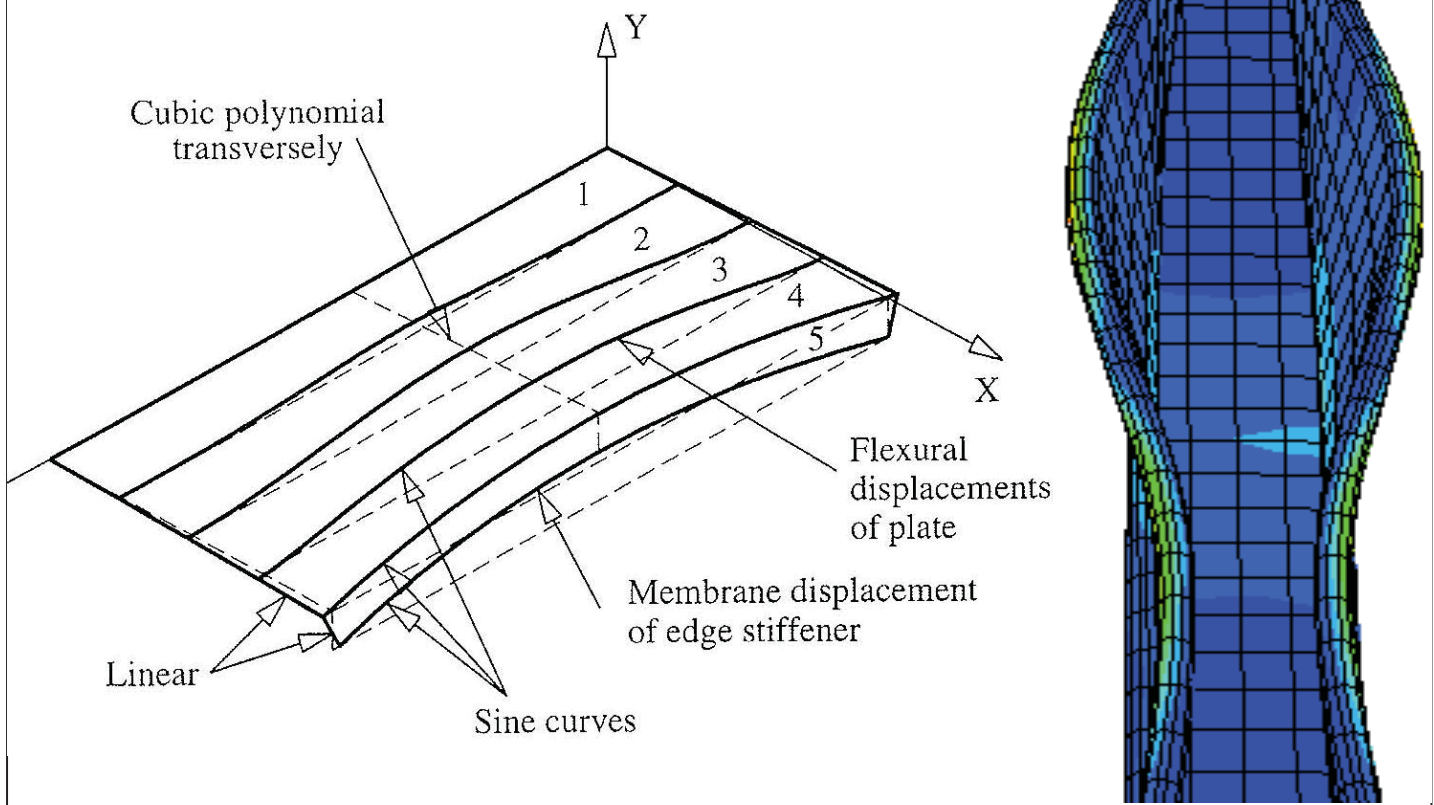 Y
Cubic polynomial
transversely
1
2
3
4
5
X
Flexural
displacements
of plate
Membrane displacement
of edge stiffener
Linear
Sine curves